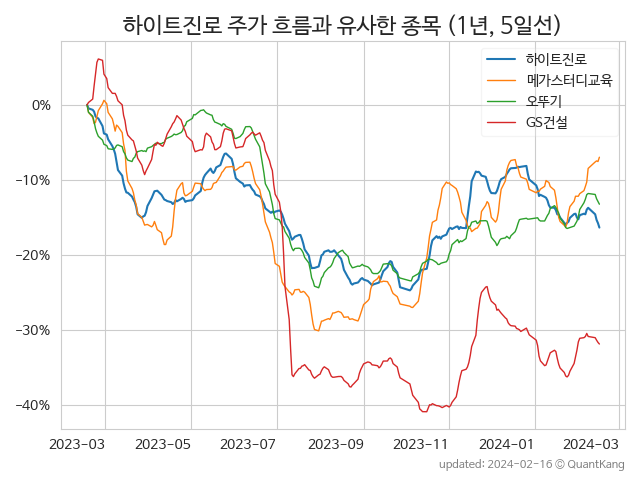 하이트진로 주가 흐름과 유사한 종목 (1년, 5일선)
하이트진로
메가스터디교육
오뚜기
GS건설
0%
−10%
−20%
−30%
−40%
2023-03 2023-05 2023-07 2023-09 2023-11 2024-01 2024-03
updated: 2024-02-16 © QuantKang